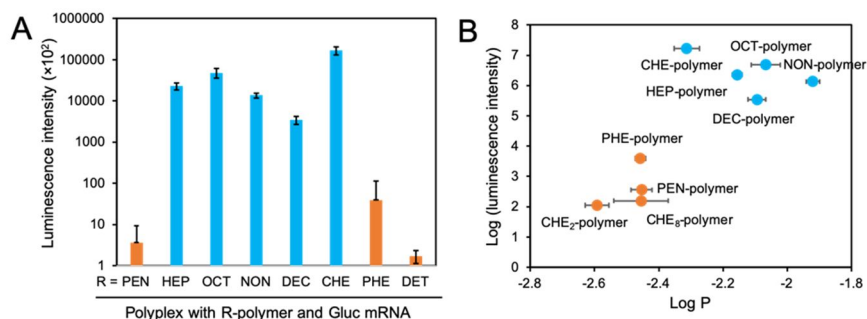 A
Luminescence intensity (×10²)
1000000
100000
10000
1000
100
10
1
R = PEN HEP OCT NON DEC CHE PHE DET
Polyplex with R-polymer and Gluc mRNA
B
Log (luminescence intensity)
8
7
6
5
4
3
2
1
0
OCT-polymer
CHE-polymer
NON-polymer
HEP-polymer
DEC-polymer
PHE-polymer
PEN-polymer
CHE₂-polymer
CHE₈-polymer
-2.8 -2.6 -2.4 -2.2 -2 -1.8
Log P